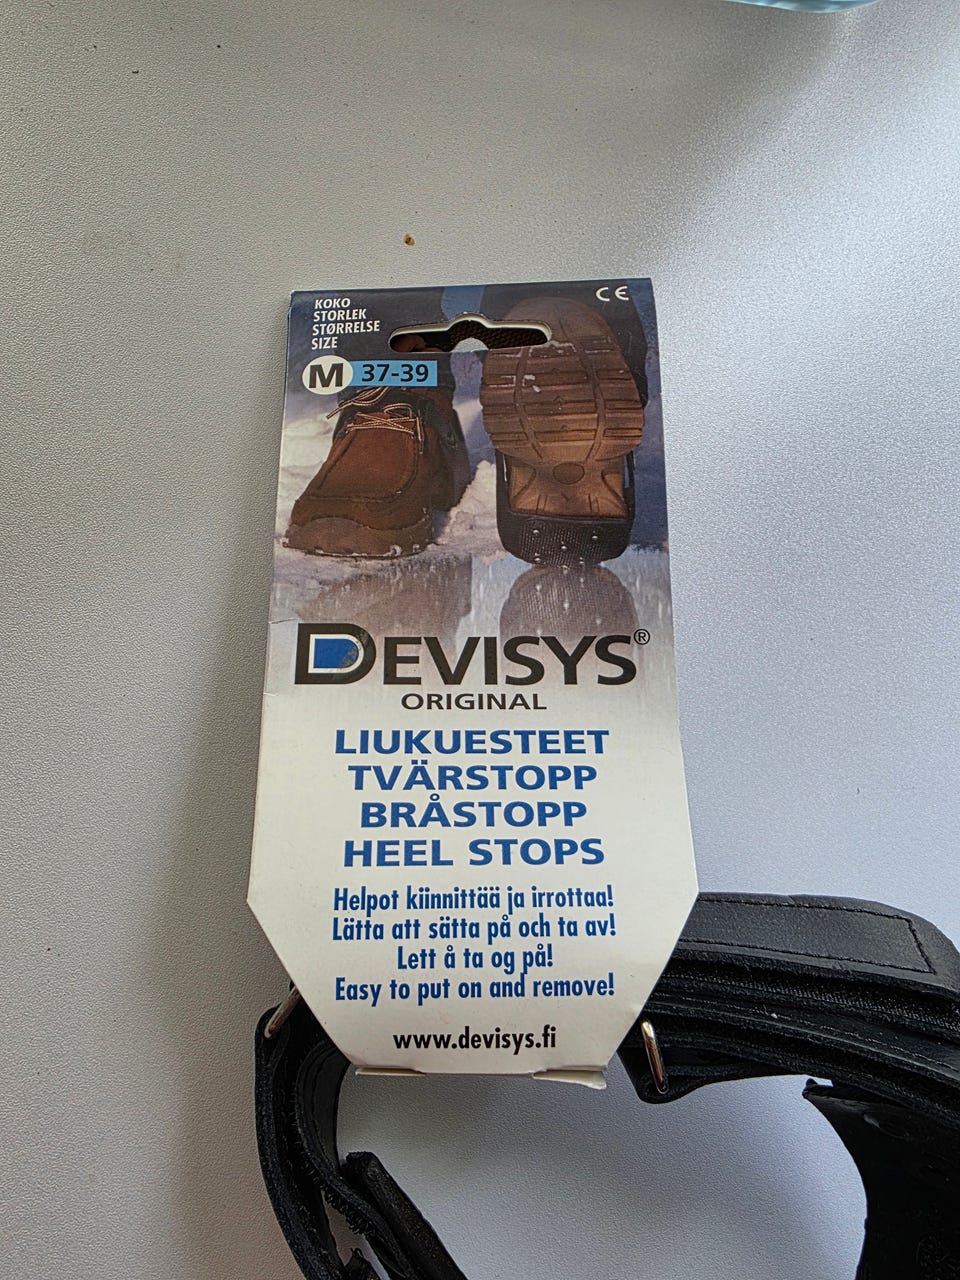 KOKO
STORLEK
STØRRELSE
SIZE
M 37-39
CE
DEVISYS®
ORIGINAL
LIUKUESTEET
TVÄRSTOPP
BRÅSTOPP
HEEL STOPS
Helpot kiinnittää ja irrottaa!
Lätta att sätta på och ta av!
Lett å ta og på!
Easy to put on and remove!
www.devisys.fi